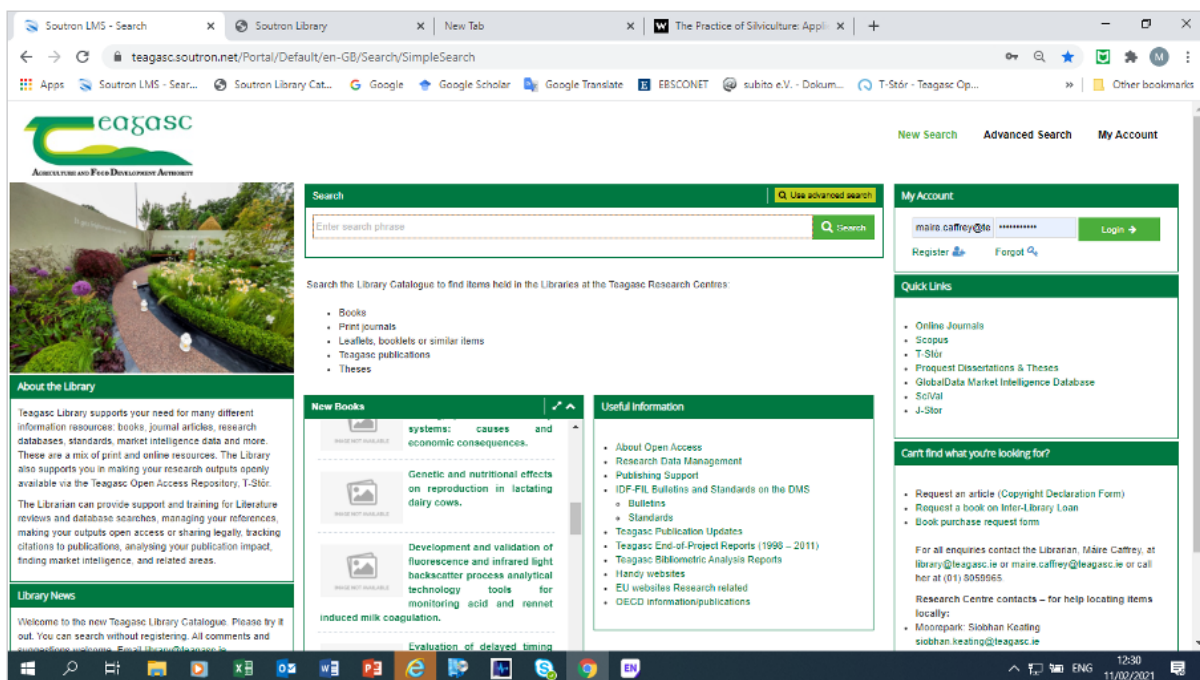 Soutron LMS - Search
Soutron Library
New Tab
The Practice of Silviculture: Appli
teagasc.soutron.net/Portal/Default/en-GB/Search/SimpleSearch
M
Apps
Soutron LMS - Sear...
Soutron Library Cat...
Google
Google Scholar
Google Translate
EBSCONET
subito e.V. - Dokum...
T-Stór - Teagasc Op...
»
Other bookmarks
Teagasc
AGRICULTURE AND FOOD DEVELOPMENT AUTHORITY
New Search
Advanced Search
My Account
Search
Use advanced search
Enter search phrase
Search
Search the Library Catalogue to find items held in the Libraries at the Teagasc Research Centres:
Books
Print journals
Leaflets, booklets or similar items
Teagasc publications
Theses
About the Library
Teagasc Library supports your need for many different
information resources: books, journal articles, research
databases, standards, market intelligence data and more.
These are a mix of print and online resources. The Library
also supports you in making your research outputs openly
available via the Teagasc Open Access Repository, T-Stór.
The Librarian can provide support and training for Literature
reviews and database searches, managing your references,
making your outputs open access or sharing legally, tracking
citations to publications, analysing your publication impact,
finding market intelligence, and related areas.
Library News
Welcome to the new Teagasc Library Catalogue. Please try it
out. You can search without registering. All comments and
suggestions welcome. Email library@teagasc.ie
New Books
IMAGE NOT AVAILABLE
systems: causes and
economic consequences.
IMAGE NOT AVAILABLE
Genetic and nutritional effects
on reproduction in lactating
dairy cows.
IMAGE NOT AVAILABLE
Development and validation of
fluorescence and infrared light
backscatter process analytical
technology tools for
monitoring acid and rennet
induced milk coagulation.
Evaluation of delayed timing
Useful Information
About Open Access
Research Data Management
Publishing Support
IDF-FIL Bulletins and Standards on the DMS
Bulletins
Standards
Teagasc Publication Updates
Teagasc End-of-Project Reports (1998 – 2011)
Teagasc Bibliometric Analysis Reports
Handy websites
EU websites Research related
OECD information/publications
My Account
maire.caffrey@te
Login
Register
Forgot
Quick Links
Online Journals
Scopus
T-Stór
Proquest Dissertations & Theses
GlobalData Market Intelligence Database
SciVal
J-Stor
Can't find what you're looking for?
Request an article (Copyright Declaration Form)
Request a book on Inter-Library Loan
Book purchase request form
For all enquiries contact the Librarian, Máire Caffrey, at
library@teagasc.ie or maire.caffrey@teagasc.ie or call
her at (01) 8059965.
Research Centre contacts – for help locating items
locally:
Moorepark: Siobhan Keating
siobhan.keating@teagasc.ie
EN
ENG
12:30
11/02/2021